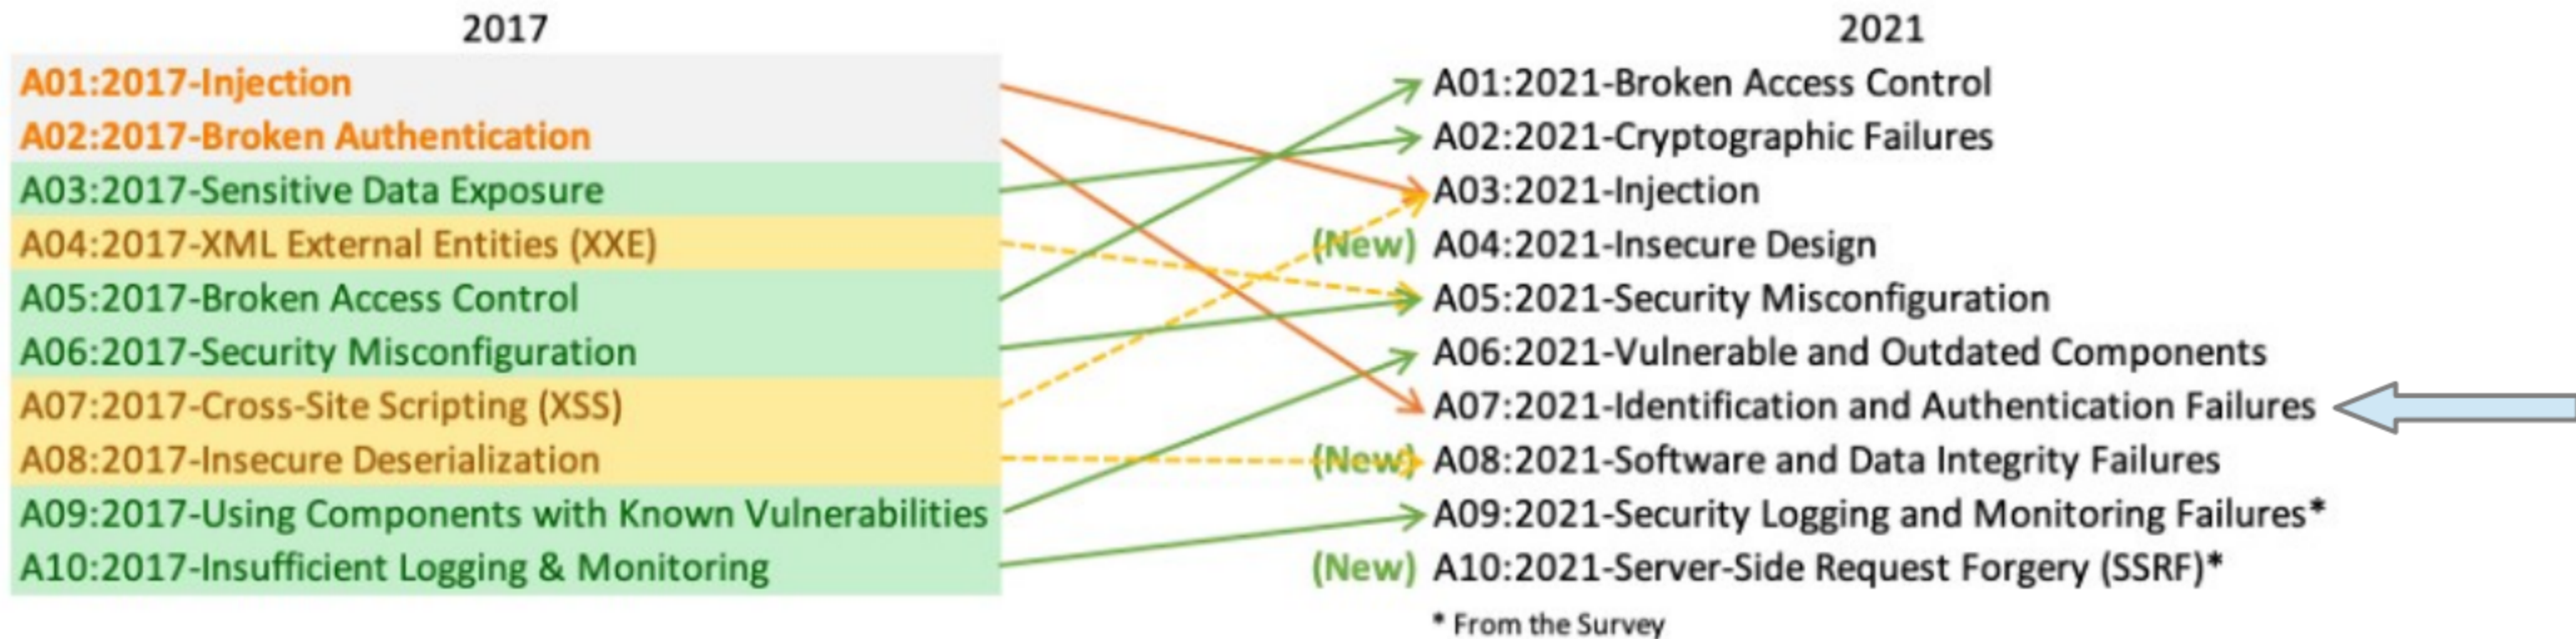 2017
A01:2017-Injection
A02:2017-Broken Authentication
A03:2017-Sensitive Data Exposure
A04:2017-XML External Entities (XXE)
A05:2017-Broken Access Control
A06:2017-Security Misconfiguration
A07:2017-Cross-Site Scripting (XSS)
A08:2017-Insecure Deserialization
A09:2017-Using Components with Known Vulnerabilities
A10:2017-Insufficient Logging & Monitoring
2021
A01:2021-Broken Access Control
A02:2021-Cryptographic Failures
A03:2021-Injection
(New) A04:2021-Insecure Design
A05:2021-Security Misconfiguration
A06:2021-Vulnerable and Outdated Components
A07:2021-Identification and Authentication Failures
(New) A08:2021-Software and Data Integrity Failures
A09:2021-Security Logging and Monitoring Failures*
(New) A10:2021-Server-Side Request Forgery (SSRF)*
* From the Survey